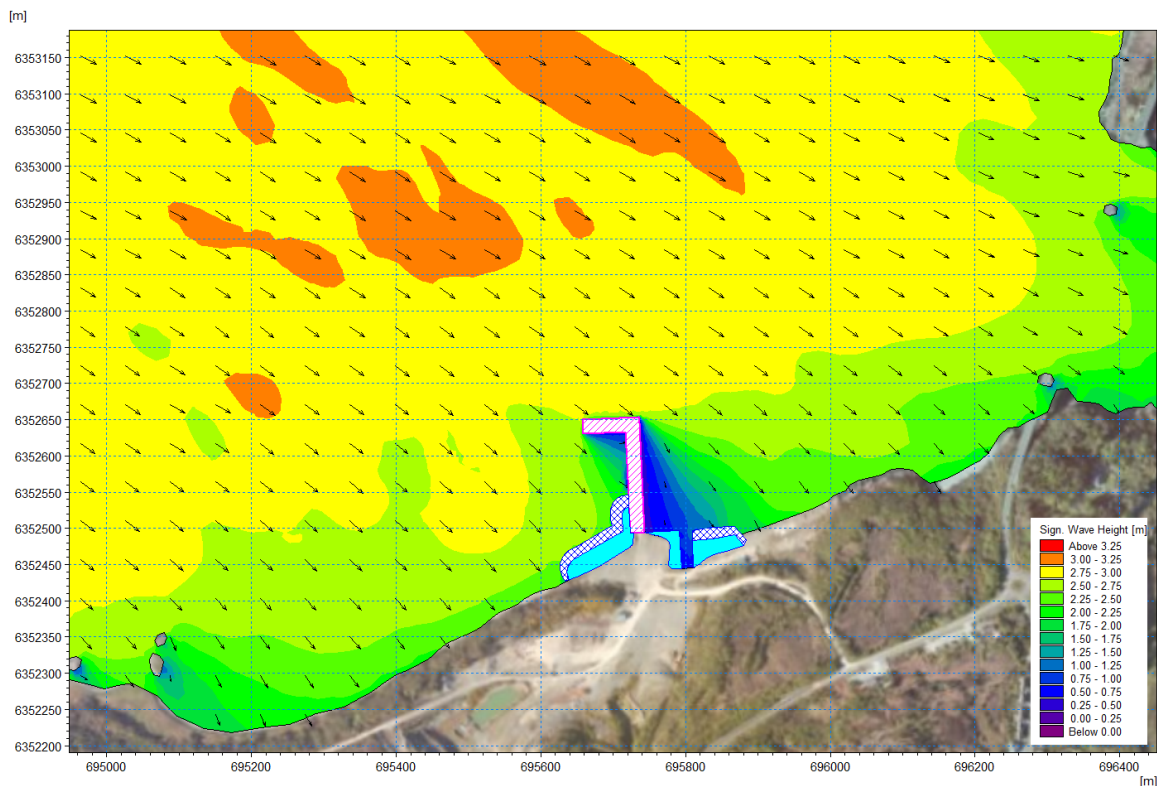 [m]
6353150
6353100
6353050
6353000
6352950
6352900
6352850
6352800
6352750
6352700
6352650
6352600
6352550
6352500
6352450
6352400
6352350
6352300
6352250
6352200
Sign. Wave Height [m]
Above 3.25
3.00 - 3.25
2.75 - 3.00
2.50 - 2.75
2.25 - 2.50
2.00 - 2.25
1.75 - 2.00
1.50 - 1.75
1.25 - 1.50
1.00 - 1.25
0.75 - 1.00
0.50 - 0.75
0.25 - 0.50
0.00 - 0.25
Below 0.00
695000 695200 695400 695600 695800 696000 696200 696400
[m]